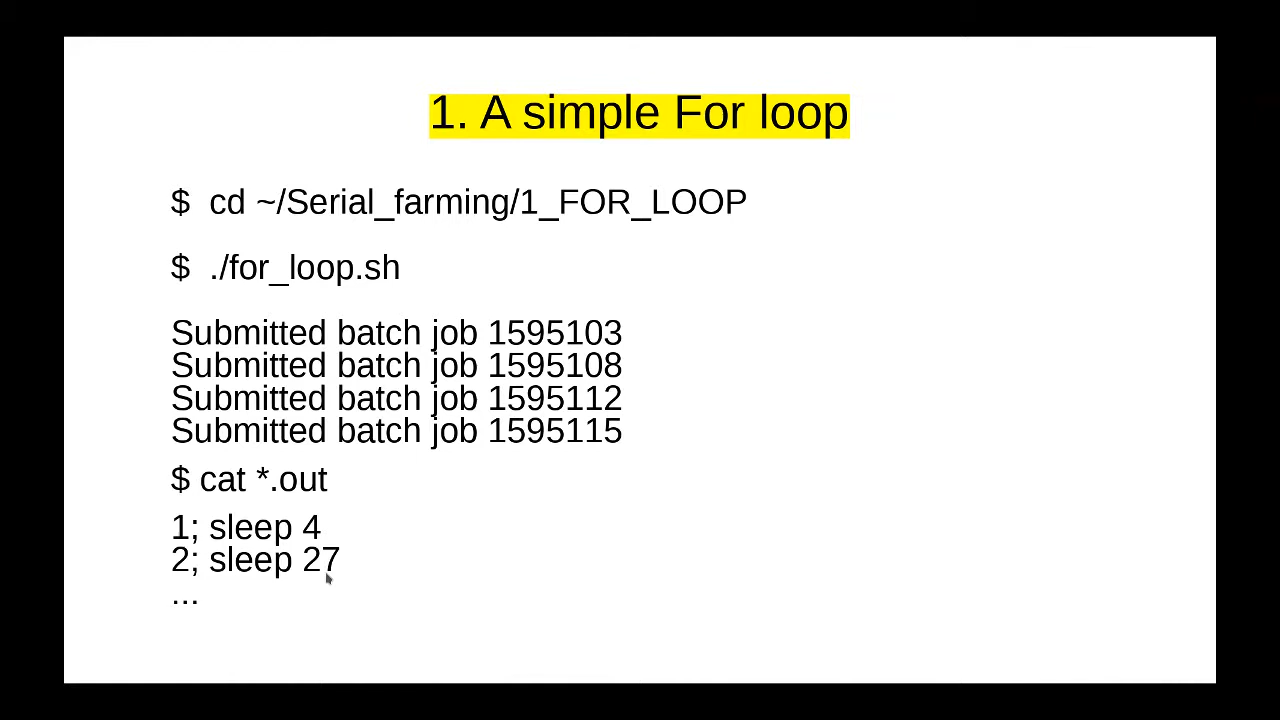 1. A simple For loop
$ cd ~/Serial_farming/1_FOR_LOOP
$ ./for_loop.sh
Submitted batch job 1595103
Submitted batch job 1595108
Submitted batch job 1595112
Submitted batch job 1595115
$ cat *.out
1; sleep 4
2; sleep 27
...